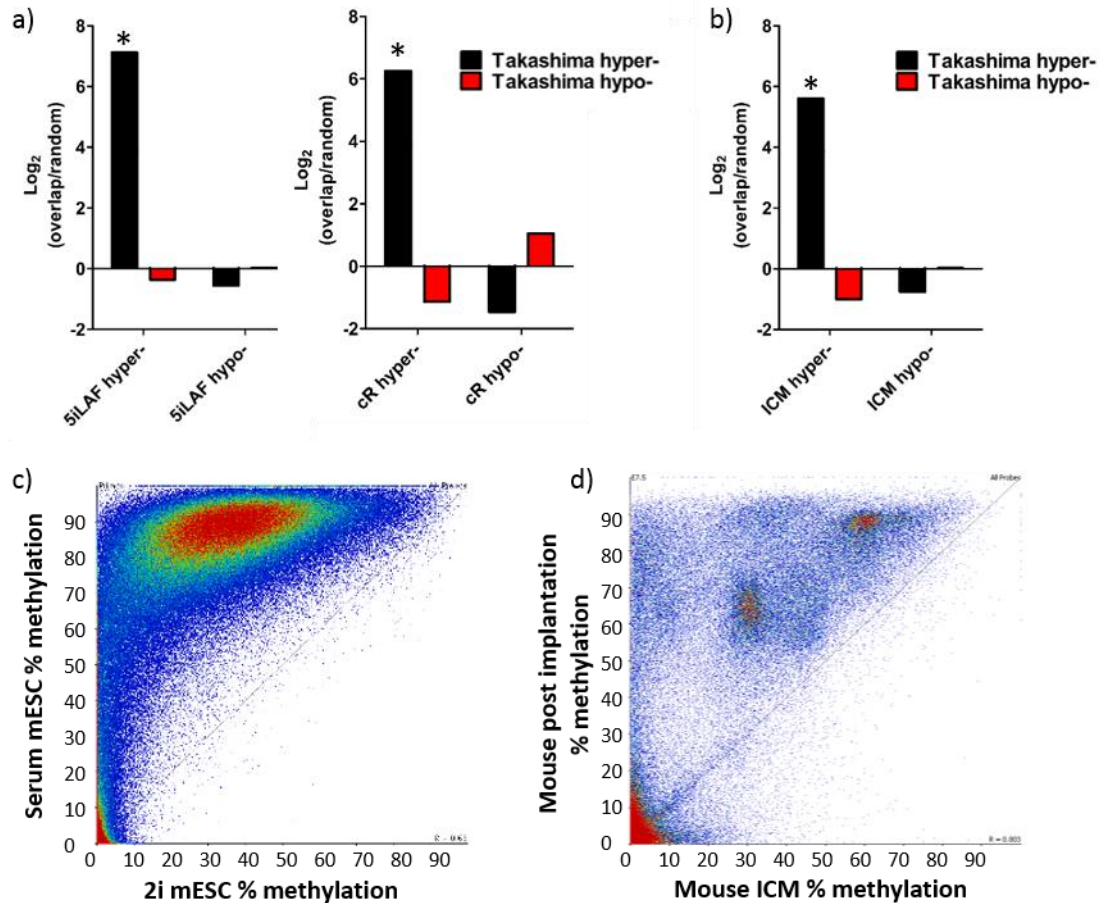 a)
8
6
4
2
0
-2
Log2
(overlap/random)
*
5iLAF hyper-
5iLAF hypo-
8
6
4
2
0
-2
Log2
(overlap/random)
*
cR hyper-
cR hypo-
Takashima hyper-
Takashima hypo-
b)
8
6
4
2
0
-2
Log2
(overlap/random)
*
ICM hyper-
ICM hypo-
Takashima hyper-
Takashima hypo-
c)
90
80
70
60
50
40
30
20
10
0
Serum mESC % methylation
0 10 20 30 40 50 60 70 80 90
2i mESC % methylation
d)
E7.5
All Probes
90
80
70
60
50
40
30
20
10
0
Mouse post implantation
% methylation
R = 0.803
0 10 20 30 40 50 60 70 80 90
Mouse ICM % methylation